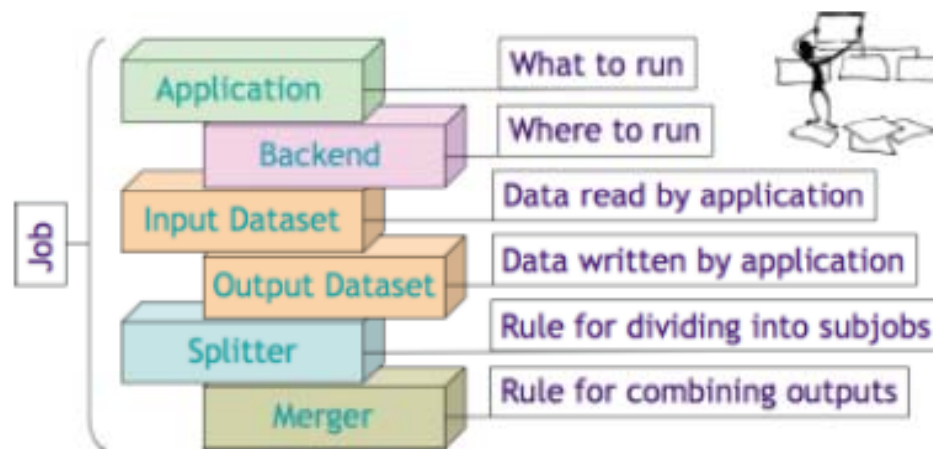 Application
What to run
Backend
Where to run
Input Dataset
Data read by application
Job
Output Dataset
Data written by application
Splitter
Rule for dividing into subjobs
Merger
Rule for combining outputs